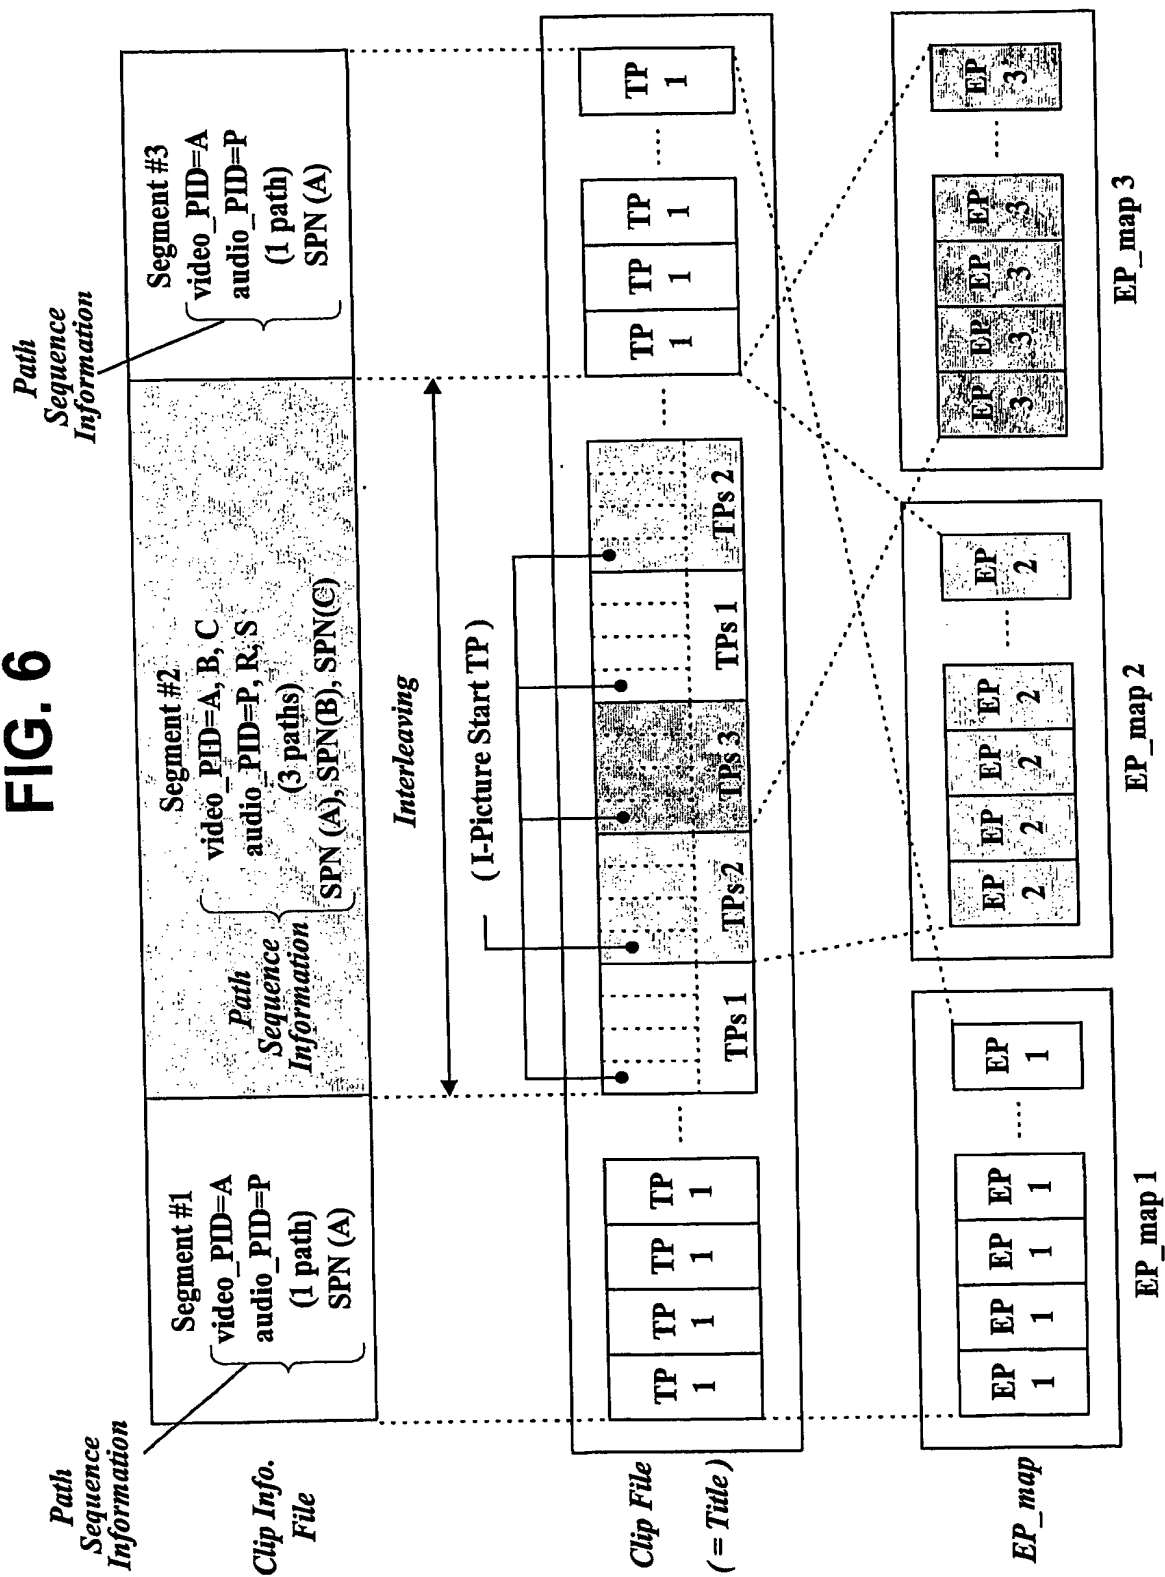 FIG. 6
Path
Sequence
Information
Path
Sequence
Information
Clip Info.
File
Segment #1
video_PID=A
audio_PID=P
(1 path)
SPN (A)
Segment #2
video_PID=A, B, C
audio_PID=P, R, S
(3 paths)
SPN (A), SPN(B), SPN(C)
Path
Sequence
Information
Segment #3
video_PID=A
audio_PID=P
(1 path)
SPN (A)
Interleaving
( I-Picture Start TP )
Clip File
( = Title )
TP
1
TP
1
TP
1
TP
1
TPs 1
TPs 2
TPs 3
TPs 1
TPs 2
TP
1
TP
1
TP
1
TP
1
EP_map
EP
1
EP
1
EP
1
EP
1
EP
1
EP_map 1
EP
2
EP
2
EP
2
EP
2
EP
2
EP_map 2
EP
3
EP
3
EP
3
EP
3
EP
3
EP_map 3